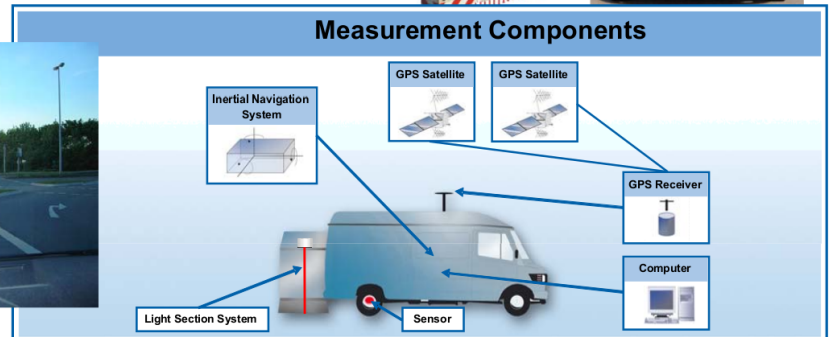 Measurement Components
GPS Satellite
GPS Satellite
Inertial Navigation
System
GPS Receiver
Computer
Light Section System
Sensor